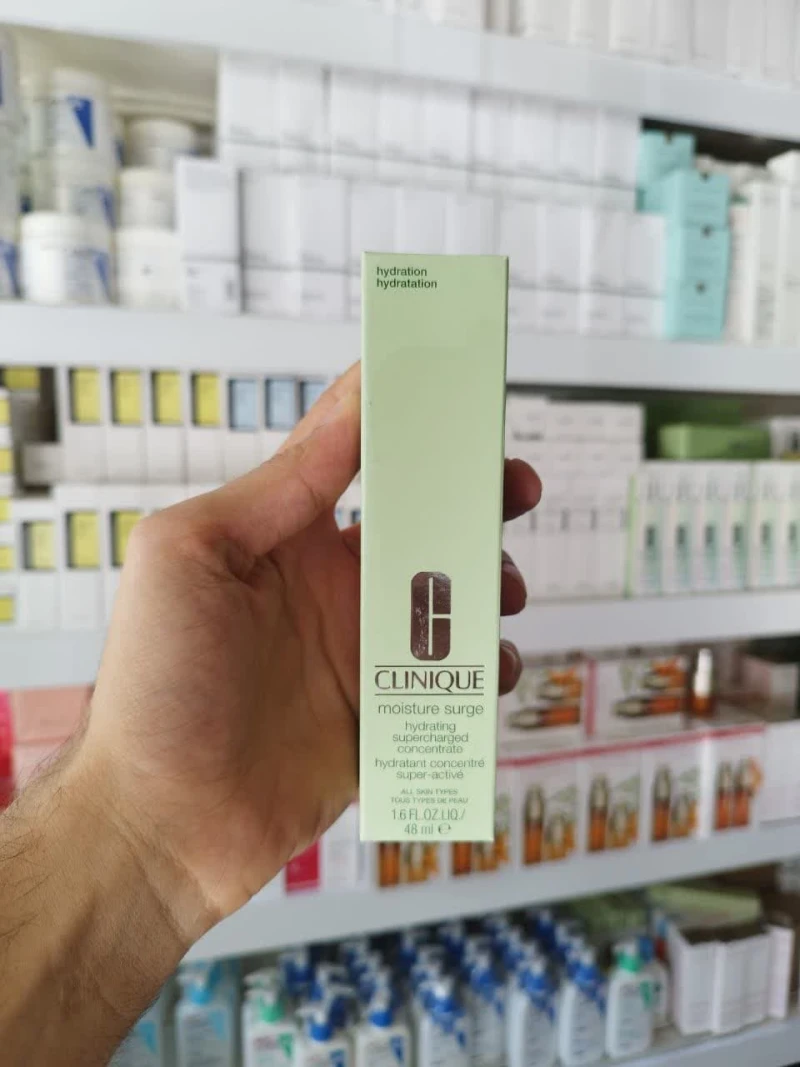 hydration
hydratation
CLINIQUE
moisture surge
hydrating
supercharged
concentrate
hydratant concentré
super-activé
ALL SKIN TYPES
TOUS TYPES DE PEAU
1.6 FL.OZ.LIQ./
48 ml ℮